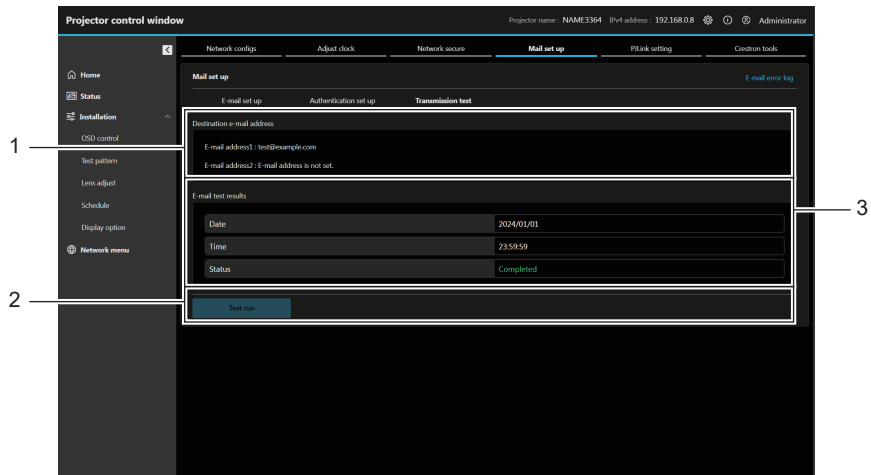 Projector control window
Projector name : NAME3364 IPv4 address : 192.168.0.8 Administrator
Network configs Adjust clock Network secure Mail set up PJLink setting Crestron tools
Home
Status
Installation
OSD control
Test pattern
Lens adjust
Schedule
Display option
Network menu
Mail set up
E-mail error log
E-mail set up Authentication set up Transmission test
1
Destination e-mail address
E-mail address1 : test@example.com
E-mail address2 : E-mail address is not set.
3
E-mail test results
Date 2024/01/01
Time 23:59:59
Status Completed
2
Test run